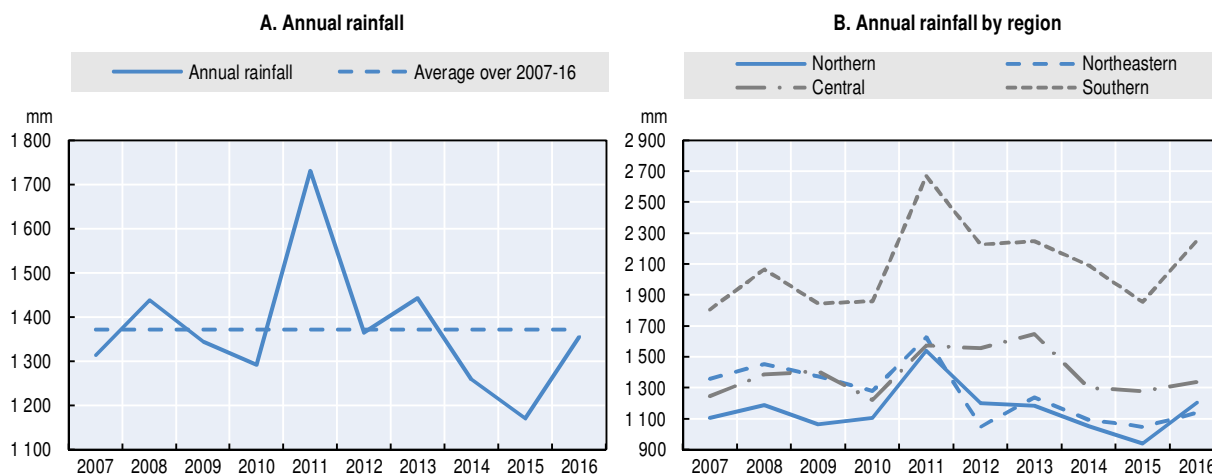 A. Annual rainfall
Annual rainfall Average over 2007-16
mm
1 800
1 700
1 600
1 500
1 400
1 300
1 200
1 100
2007 2008 2009 2010 2011 2012 2013 2014 2015 2016
B. Annual rainfall by region
Northern Northeastern
Central Southern
mm
2 900
2 700
2 500
2 300
2 100
1 900
1 700
1 500
1 300
1 100
900
2007 2008 2009 2010 2011 2012 2013 2014 2015 2016